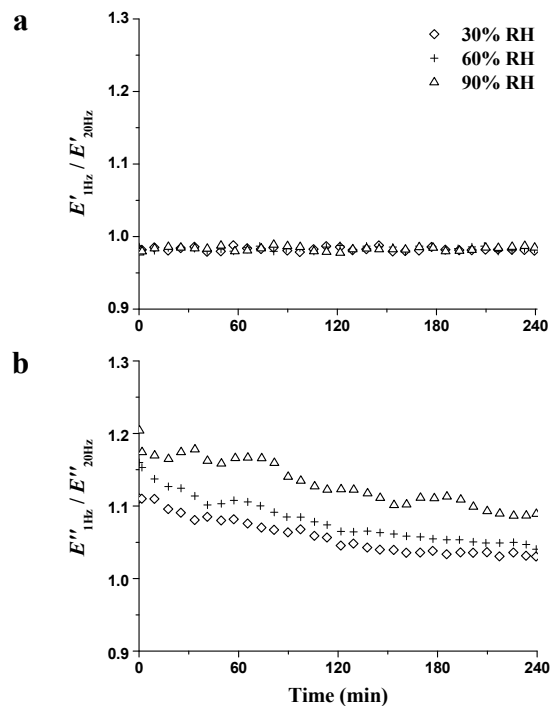 a
1.3
1.2
1.1
1.0
0.9
E'1Hz / E'20Hz
30% RH
60% RH
90% RH
0 60 120 180 240
b
1.3
1.2
1.1
1.0
0.9
E''1Hz / E''20Hz
0 60 120 180 240
Time (min)